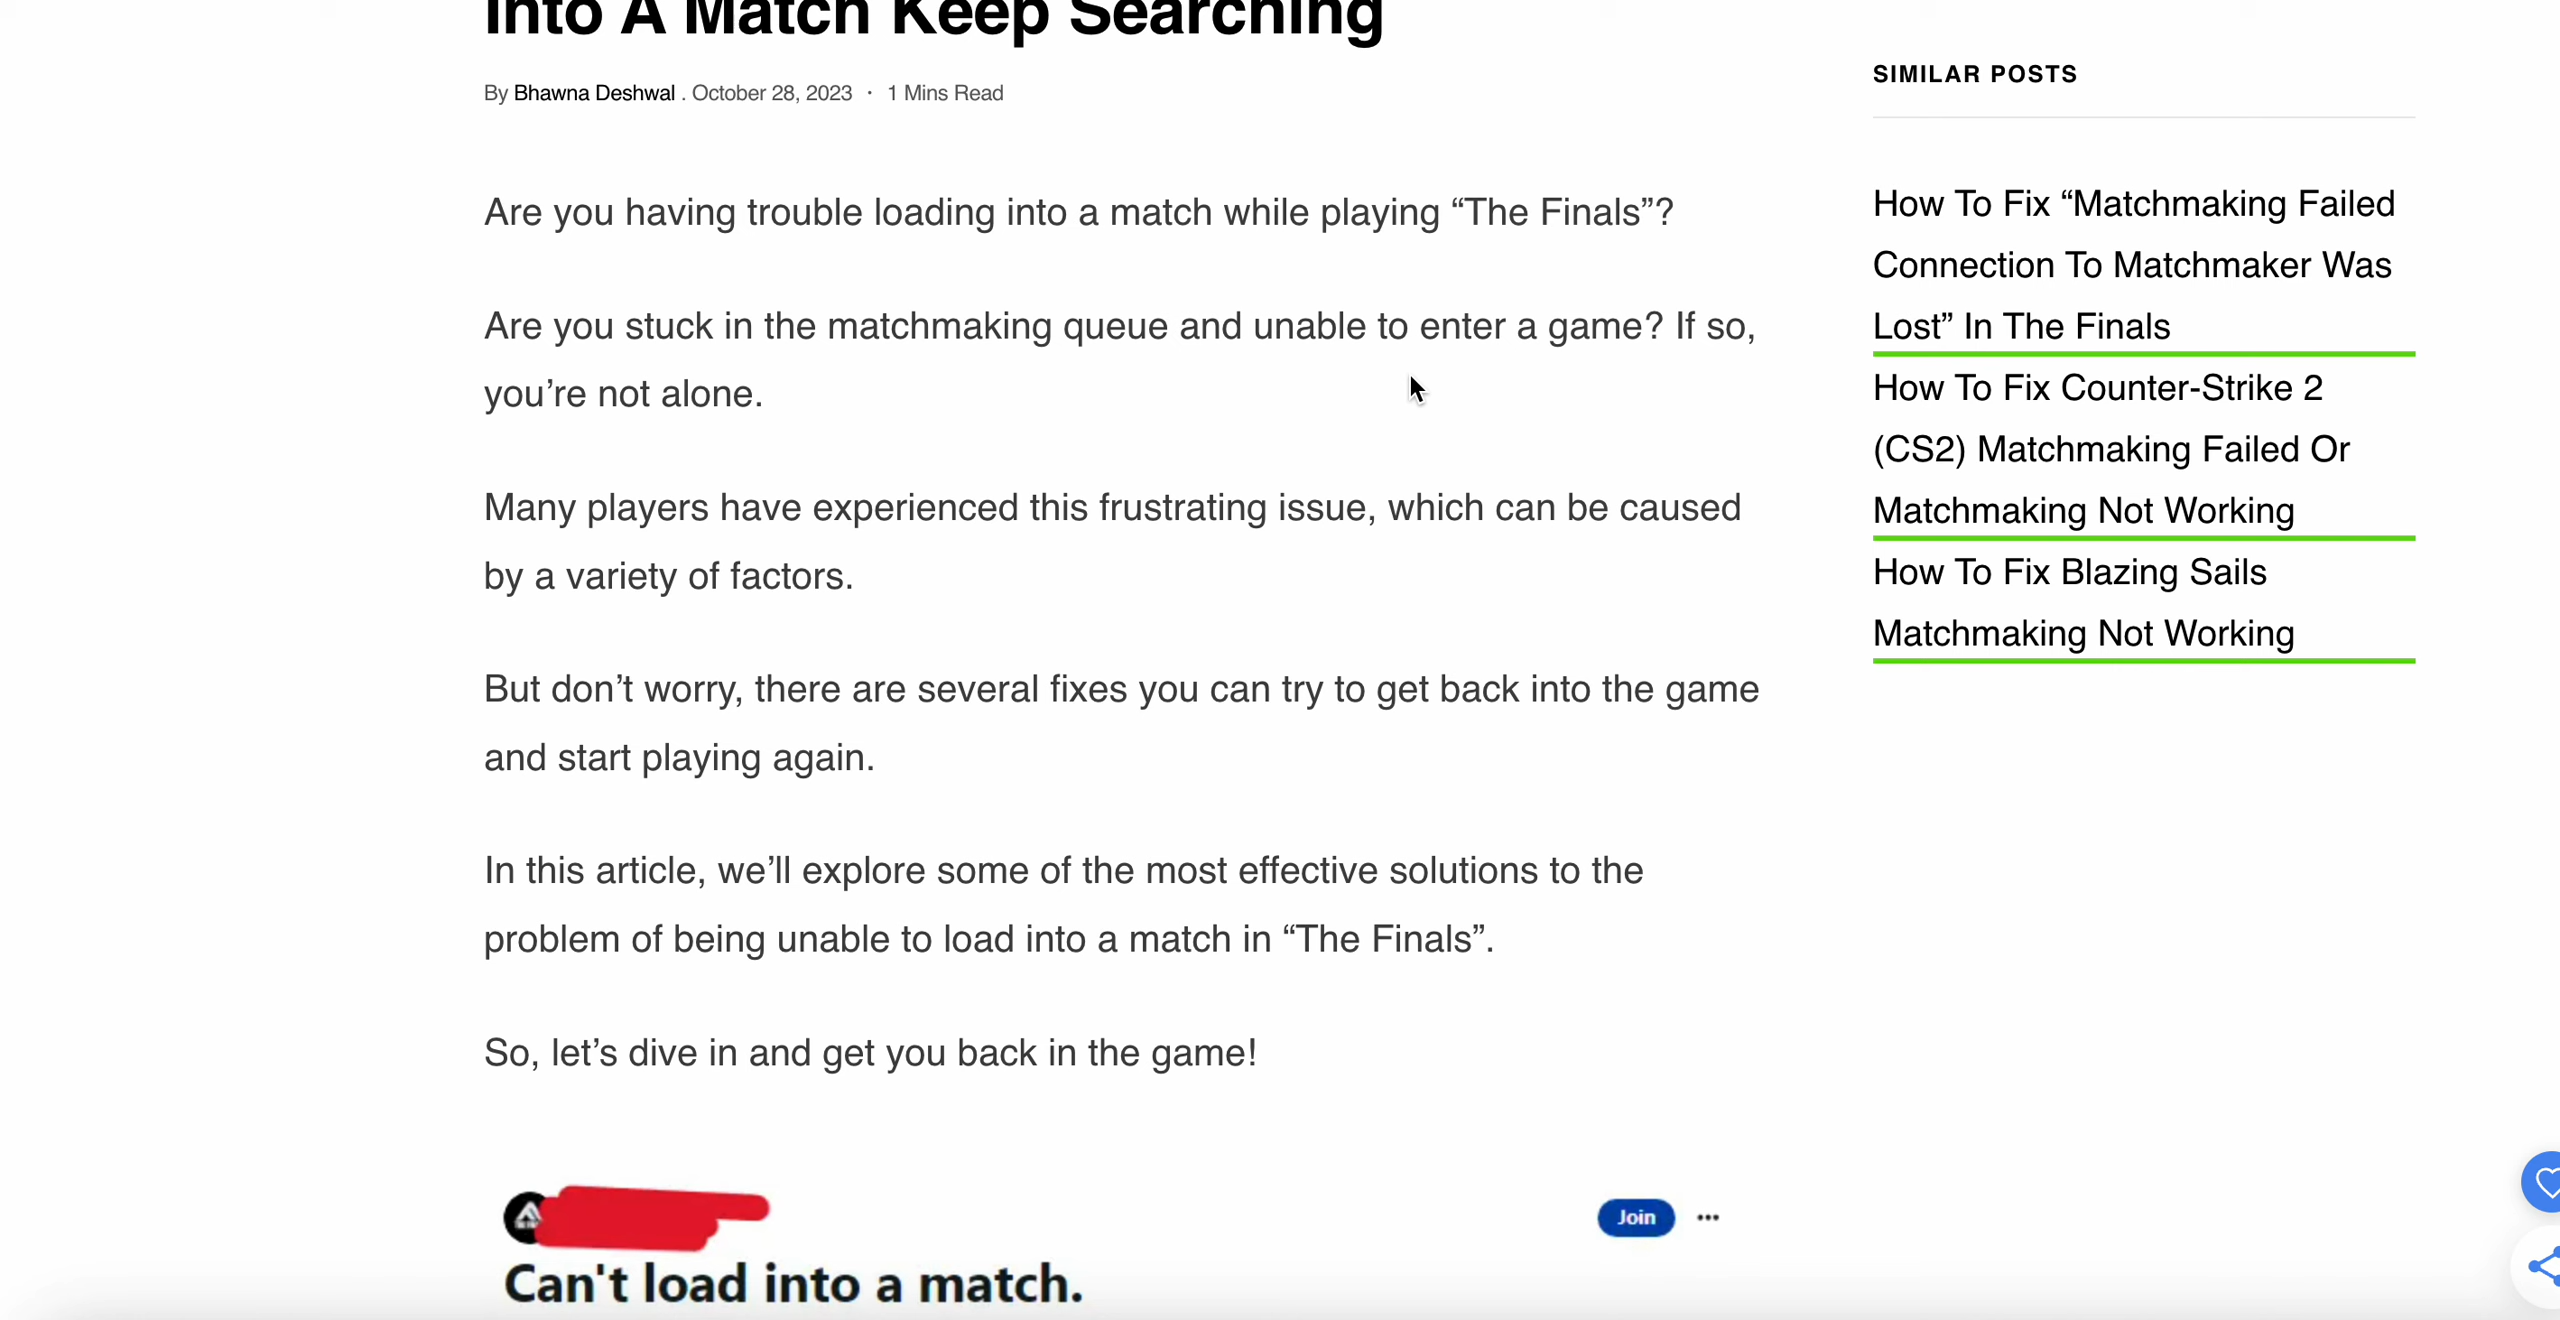 Into A Match Keep Searching
By Bhawna Deshwal . October 28, 2023 · 1 Mins Read
Are you having trouble loading into a match while playing “The Finals”?
Are you stuck in the matchmaking queue and unable to enter a game? If so,
you’re not alone.
Many players have experienced this frustrating issue, which can be caused
by a variety of factors.
But don’t worry, there are several fixes you can try to get back into the game
and start playing again.
In this article, we’ll explore some of the most effective solutions to the
problem of being unable to load into a match in “The Finals”.
So, let’s dive in and get you back in the game!
Join
Can't load into a match.
SIMILAR POSTS
How To Fix “Matchmaking Failed
Connection To Matchmaker Was
Lost” In The Finals
How To Fix Counter-Strike 2
(CS2) Matchmaking Failed Or
Matchmaking Not Working
How To Fix Blazing Sails
Matchmaking Not Working